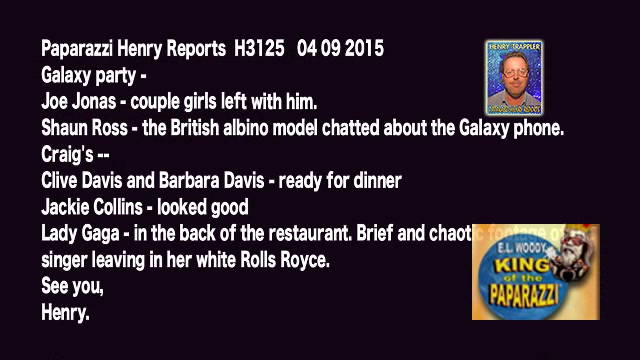 Paparazzi Henry Reports  H3125   04 09 2015
Galaxy party -
Joe Jonas - couple girls left with him.
Shaun Ross - the British albino model chatted about the Galaxy phone.
Craig's --
Clive Davis and Barbara Davis - ready for dinner
Jackie Collins - looked good
Lady Gaga - in the back of the restaurant. Brief and chaotic footage of
singer leaving in her white Rolls Royce.
See you,
Henry.
HENRY TRAPPLER
E.L. WOODY
KING
of the
PAPARAZZI